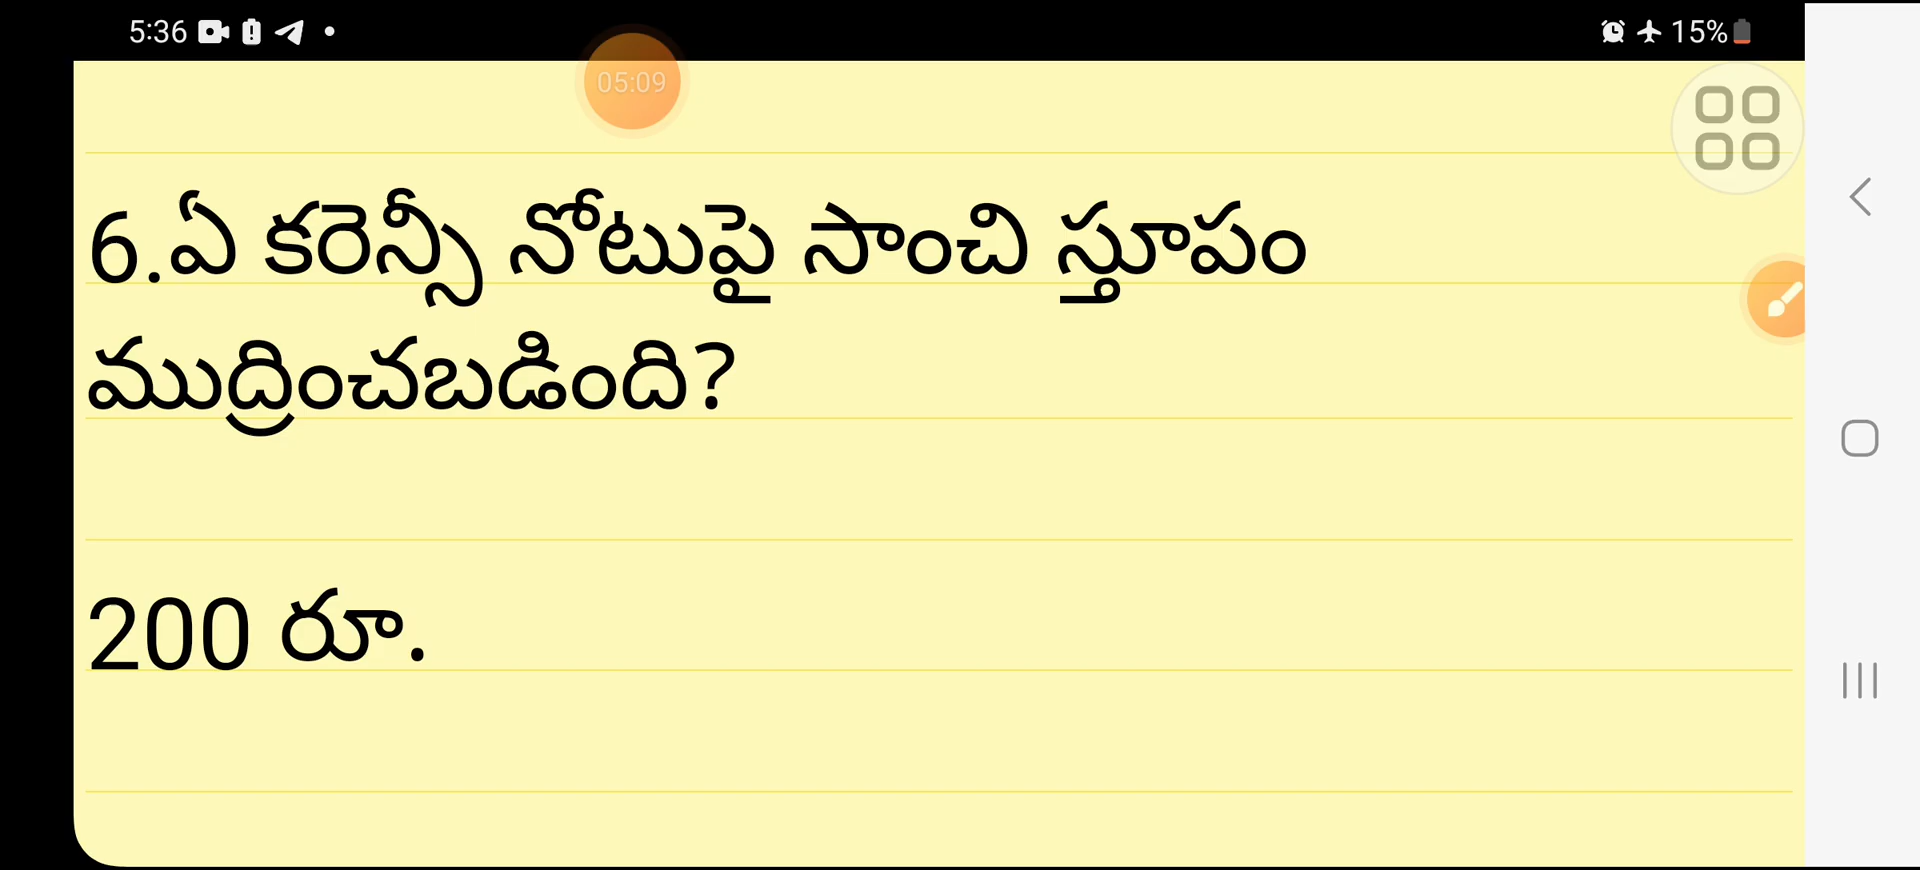 5:36
15%
05:09
6.ఏ కరెన్సీ నోటుపై సాంచి స్తూపం
ముద్రించబడింది?
200 రూ.